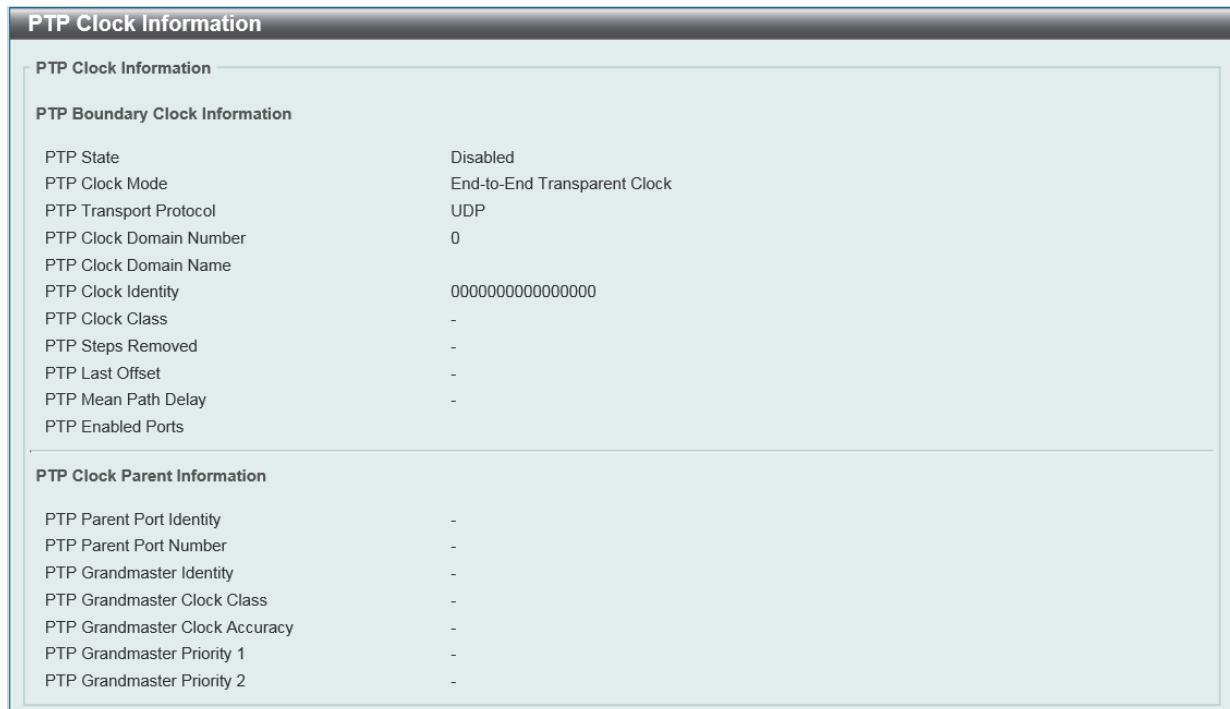 PTP Clock Information
PTP Clock Information
PTP Boundary Clock Information
PTP State Disabled
PTP Clock Mode End-to-End Transparent Clock
PTP Transport Protocol UDP
PTP Clock Domain Number 0
PTP Clock Domain Name
PTP Clock Identity 0000000000000000
PTP Clock Class -
PTP Steps Removed -
PTP Last Offset -
PTP Mean Path Delay -
PTP Enabled Ports
PTP Clock Parent Information
PTP Parent Port Identity -
PTP Parent Port Number -
PTP Grandmaster Identity -
PTP Grandmaster Clock Class -
PTP Grandmaster Clock Accuracy -
PTP Grandmaster Priority 1 -
PTP Grandmaster Priority 2 -